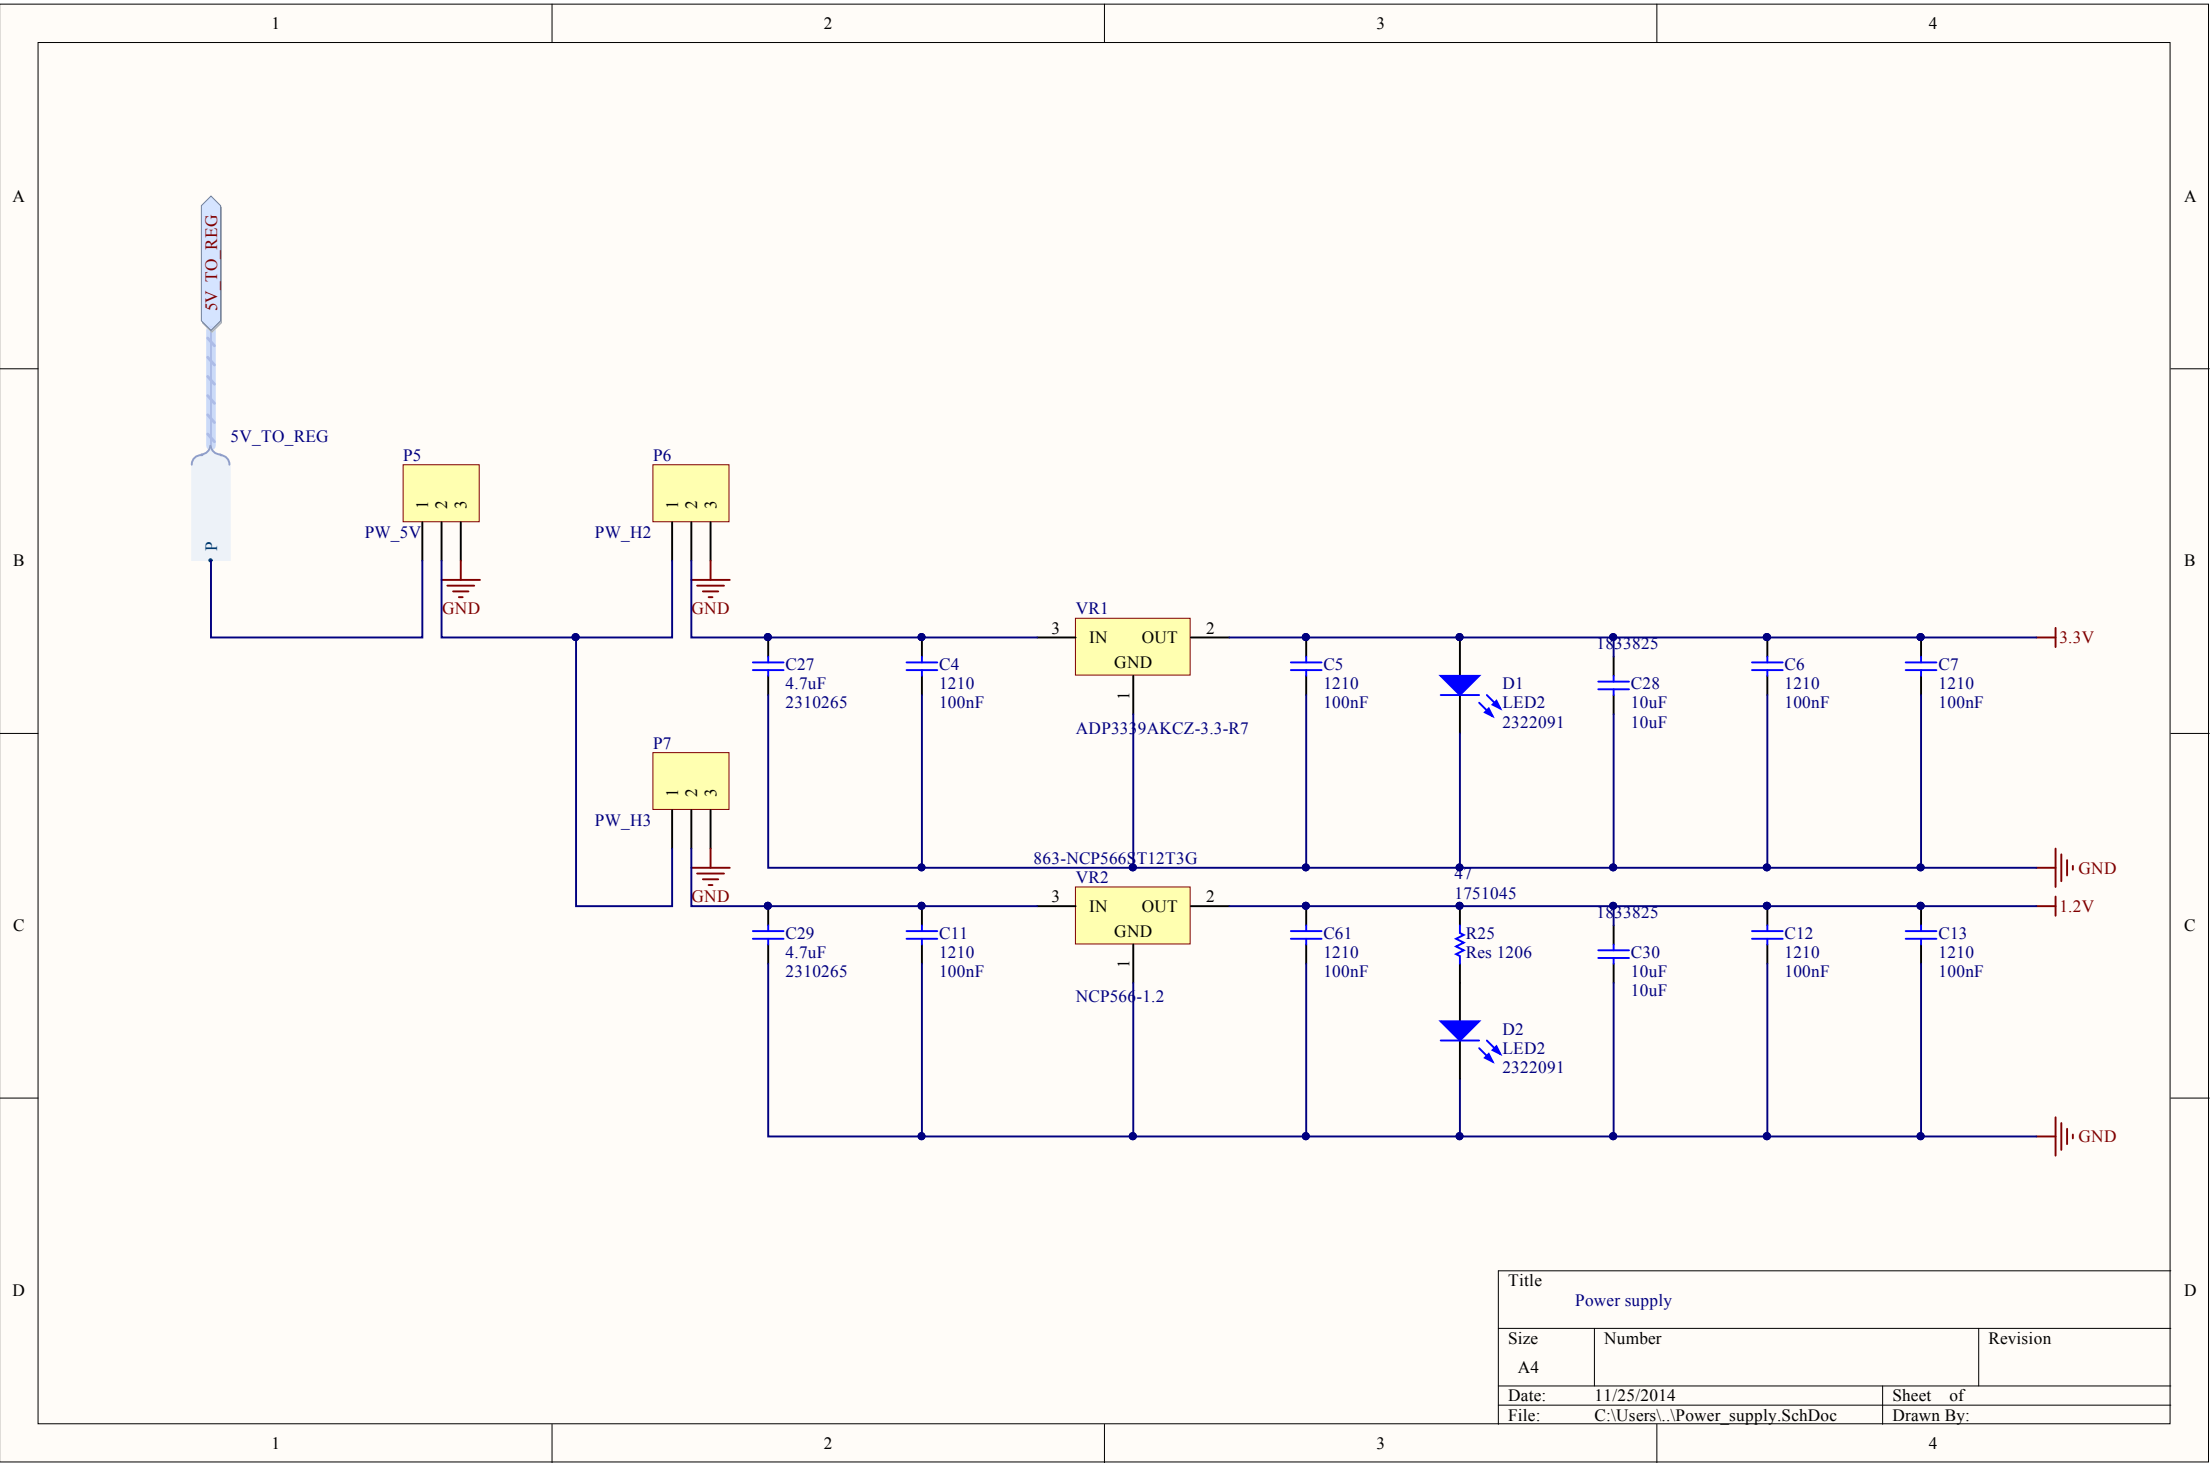 1 2 3 4
A A
5V_TO_REG
5V_TO_REG
P
P5
1 2 3
PW_5V
GND
P6
1 2 3
PW_H2
GND
B B
VR1
3 IN OUT 2
GND
1
ADP3339AKCZ-3.3-R7
C27
4.7uF
2310265
C4
1210
100nF
C5
1210
100nF
D1
LED2
2322091
1833825
C28
10uF
10uF
C6
1210
100nF
C7
1210
100nF
3.3V
GND
P7
1 2 3
PW_H3
GND
C C
863-NCP566ST12T3G
VR2
3 IN OUT 2
GND
1
NCP566-1.2
C29
4.7uF
2310265
C11
1210
100nF
C61
1210
100nF
47
1751045
R25
Res 1206
D2
LED2
2322091
1833825
C30
10uF
10uF
C12
1210
100nF
C13
1210
100nF
1.2V
GND
D D
Title
Power supply
Size Number Revision
A4
Date: 11/25/2014 Sheet of
File: C:\Users\..\Power_supply.SchDoc Drawn By:
1 2 3 4